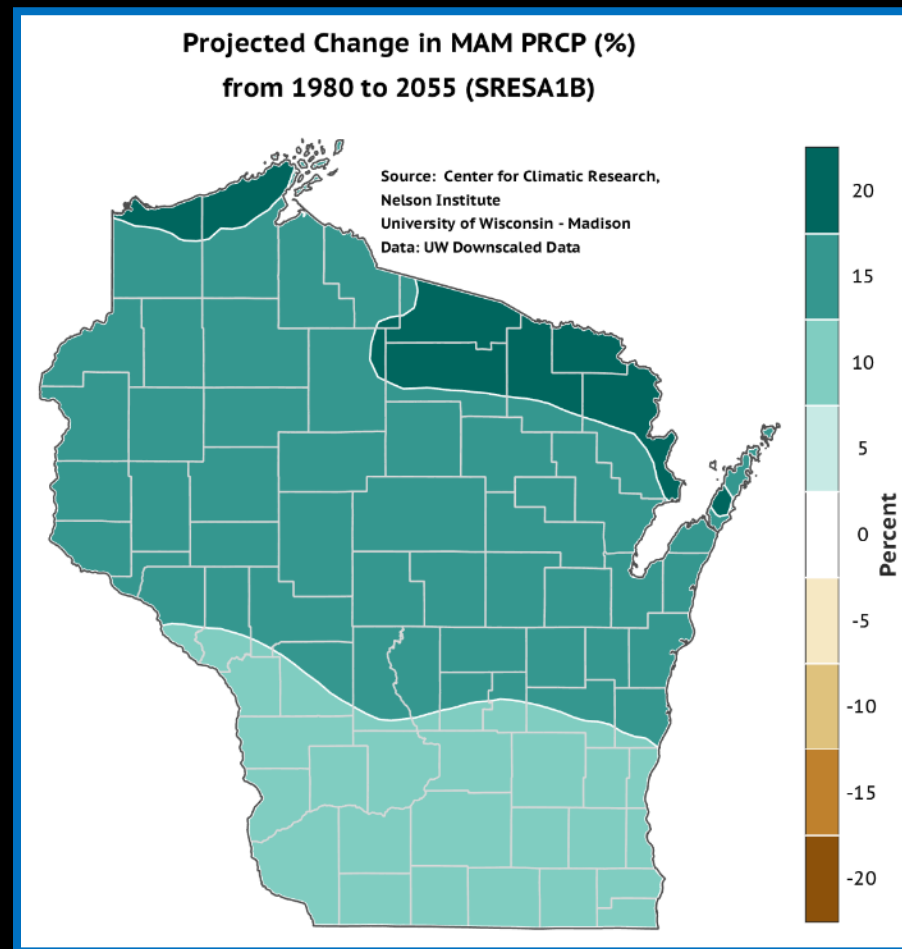 Projected Change in MAM PRCP (%)
from 1980 to 2055 (SRESA1B)
Source: Center for Climatic Research,
Nelson Institute
University of Wisconsin - Madison
Data: UW Downscaled Data
20
15
10
5
0
-5
-10
-15
-20
Percent